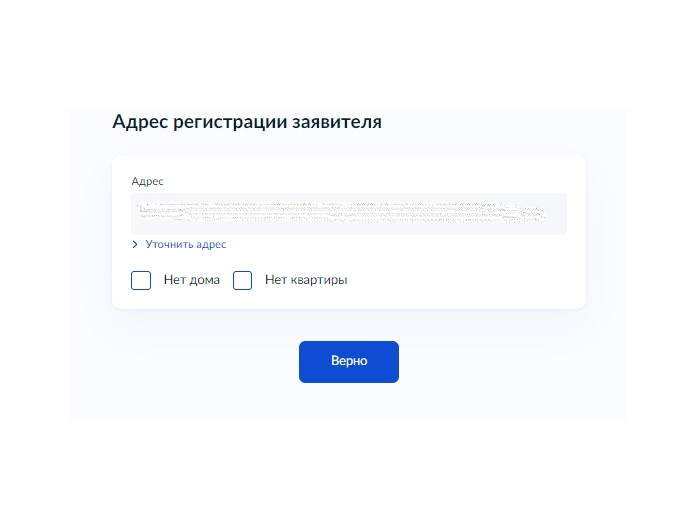 Адрес регистрации заявителя
Адрес
Уточнить адрес
Нет дома Нет квартиры
Верно